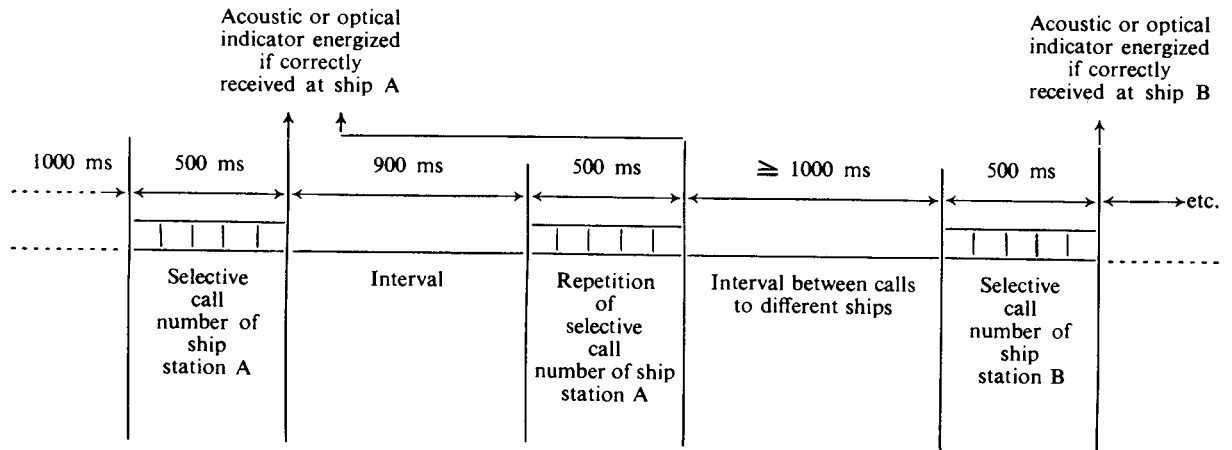 Acoustic or optical
indicator energized
if correctly
received at ship A
Acoustic or optical
indicator energized
if correctly
received at ship B
1000 ms
500 ms
900 ms
500 ms
≧ 1000 ms
500 ms
etc.
Selective
call
number of
ship
station A
Interval
Repetition
of
selective
call
number of ship
station A
Interval between calls
to different ships
Selective
call
number of
ship
station B